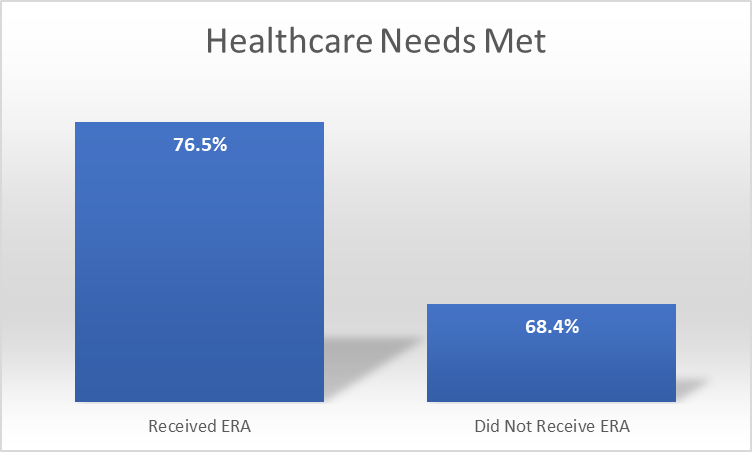 Healthcare Needs Met
76.5%
68.4%
Received ERA
Did Not Receive ERA